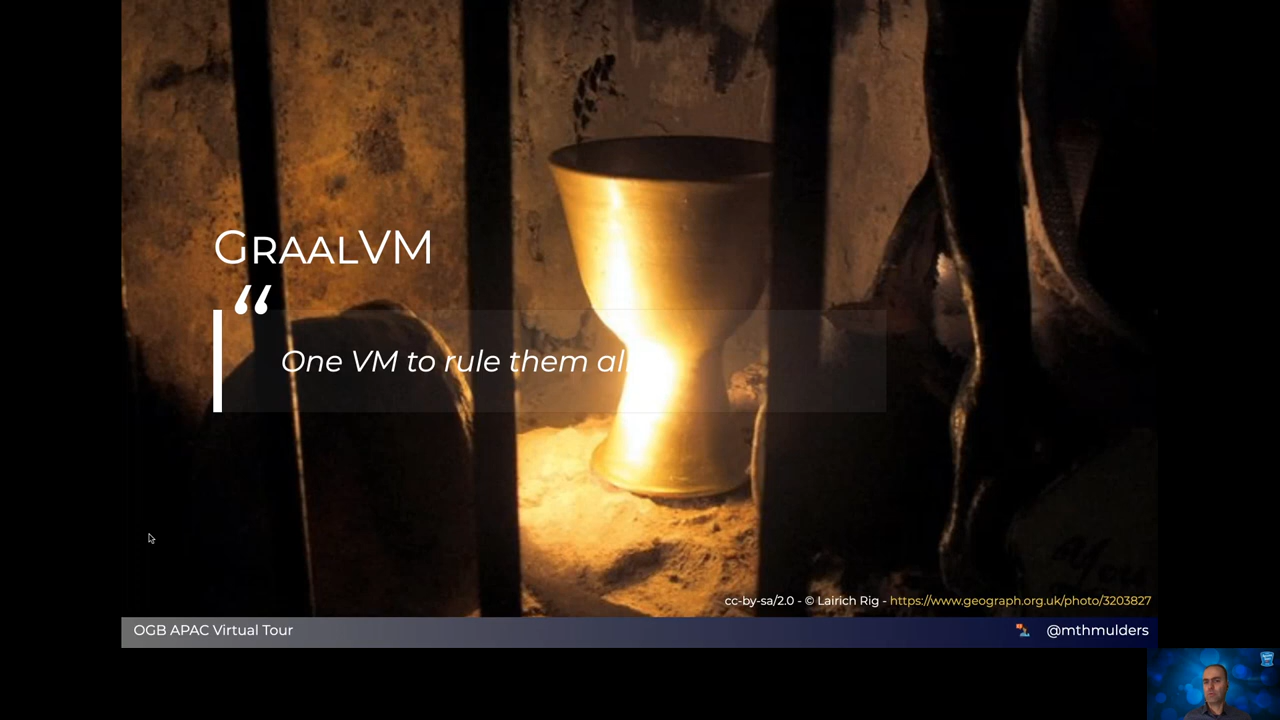 GRAALVM
“
One VM to rule them all
cc-by-sa/2.0 - © Lairich Rig - https://www.geograph.org.uk/photo/3203827
OGB APAC Virtual Tour
@mthmulders